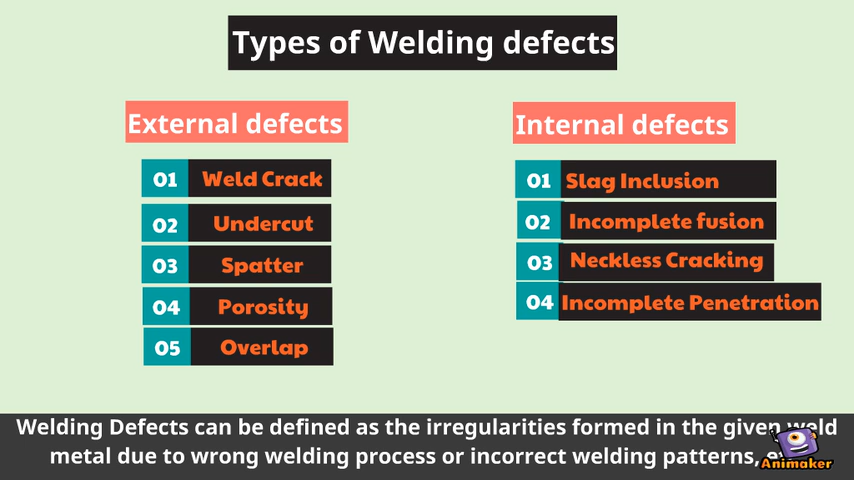 Types of Welding defects
External defects
01 Weld Crack
02 Undercut
03 Spatter
04 Porosity
05 Overlap
Internal defects
01 Slag Inclusion
02 Incomplete fusion
03 Neckless Cracking
04 Incomplete Penetration
Welding Defects can be defined as the irregularities formed in the given weld
metal due to wrong welding process or incorrect welding patterns,
Animaker